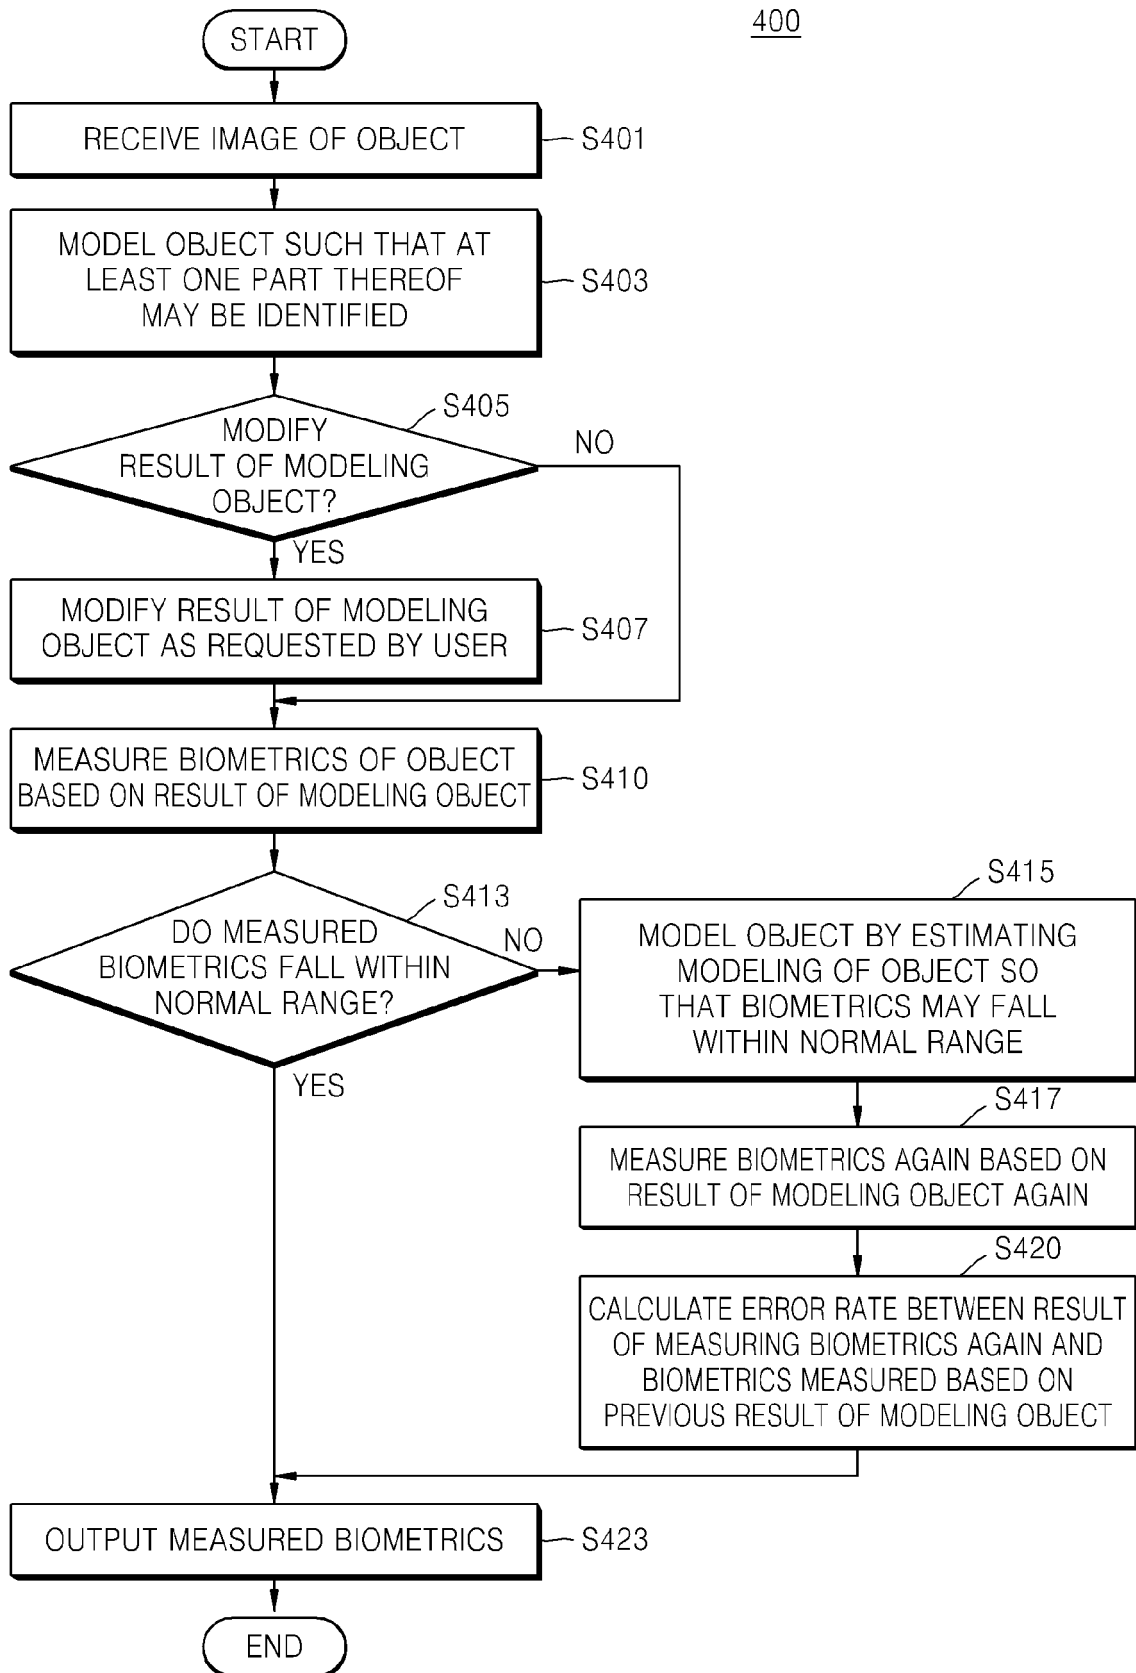 400
START
RECEIVE IMAGE OF OBJECT
S401
MODEL OBJECT SUCH THAT AT
LEAST ONE PART THEREOF
MAY BE IDENTIFIED
S403
S405
MODIFY
RESULT OF MODELING
OBJECT?
NO
YES
MODIFY RESULT OF MODELING
OBJECT AS REQUESTED BY USER
S407
MEASURE BIOMETRICS OF OBJECT
BASED ON RESULT OF MODELING OBJECT
S410
S413
DO MEASURED
BIOMETRICS FALL WITHIN
NORMAL RANGE?
NO
YES
S415
MODEL OBJECT BY ESTIMATING
MODELING OF OBJECT SO
THAT BIOMETRICS MAY FALL
WITHIN NORMAL RANGE
S417
MEASURE BIOMETRICS AGAIN BASED ON
RESULT OF MODELING OBJECT AGAIN
S420
CALCULATE ERROR RATE BETWEEN RESULT
OF MEASURING BIOMETRICS AGAIN AND
BIOMETRICS MEASURED BASED ON
PREVIOUS RESULT OF MODELING OBJECT
OUTPUT MEASURED BIOMETRICS
S423
END